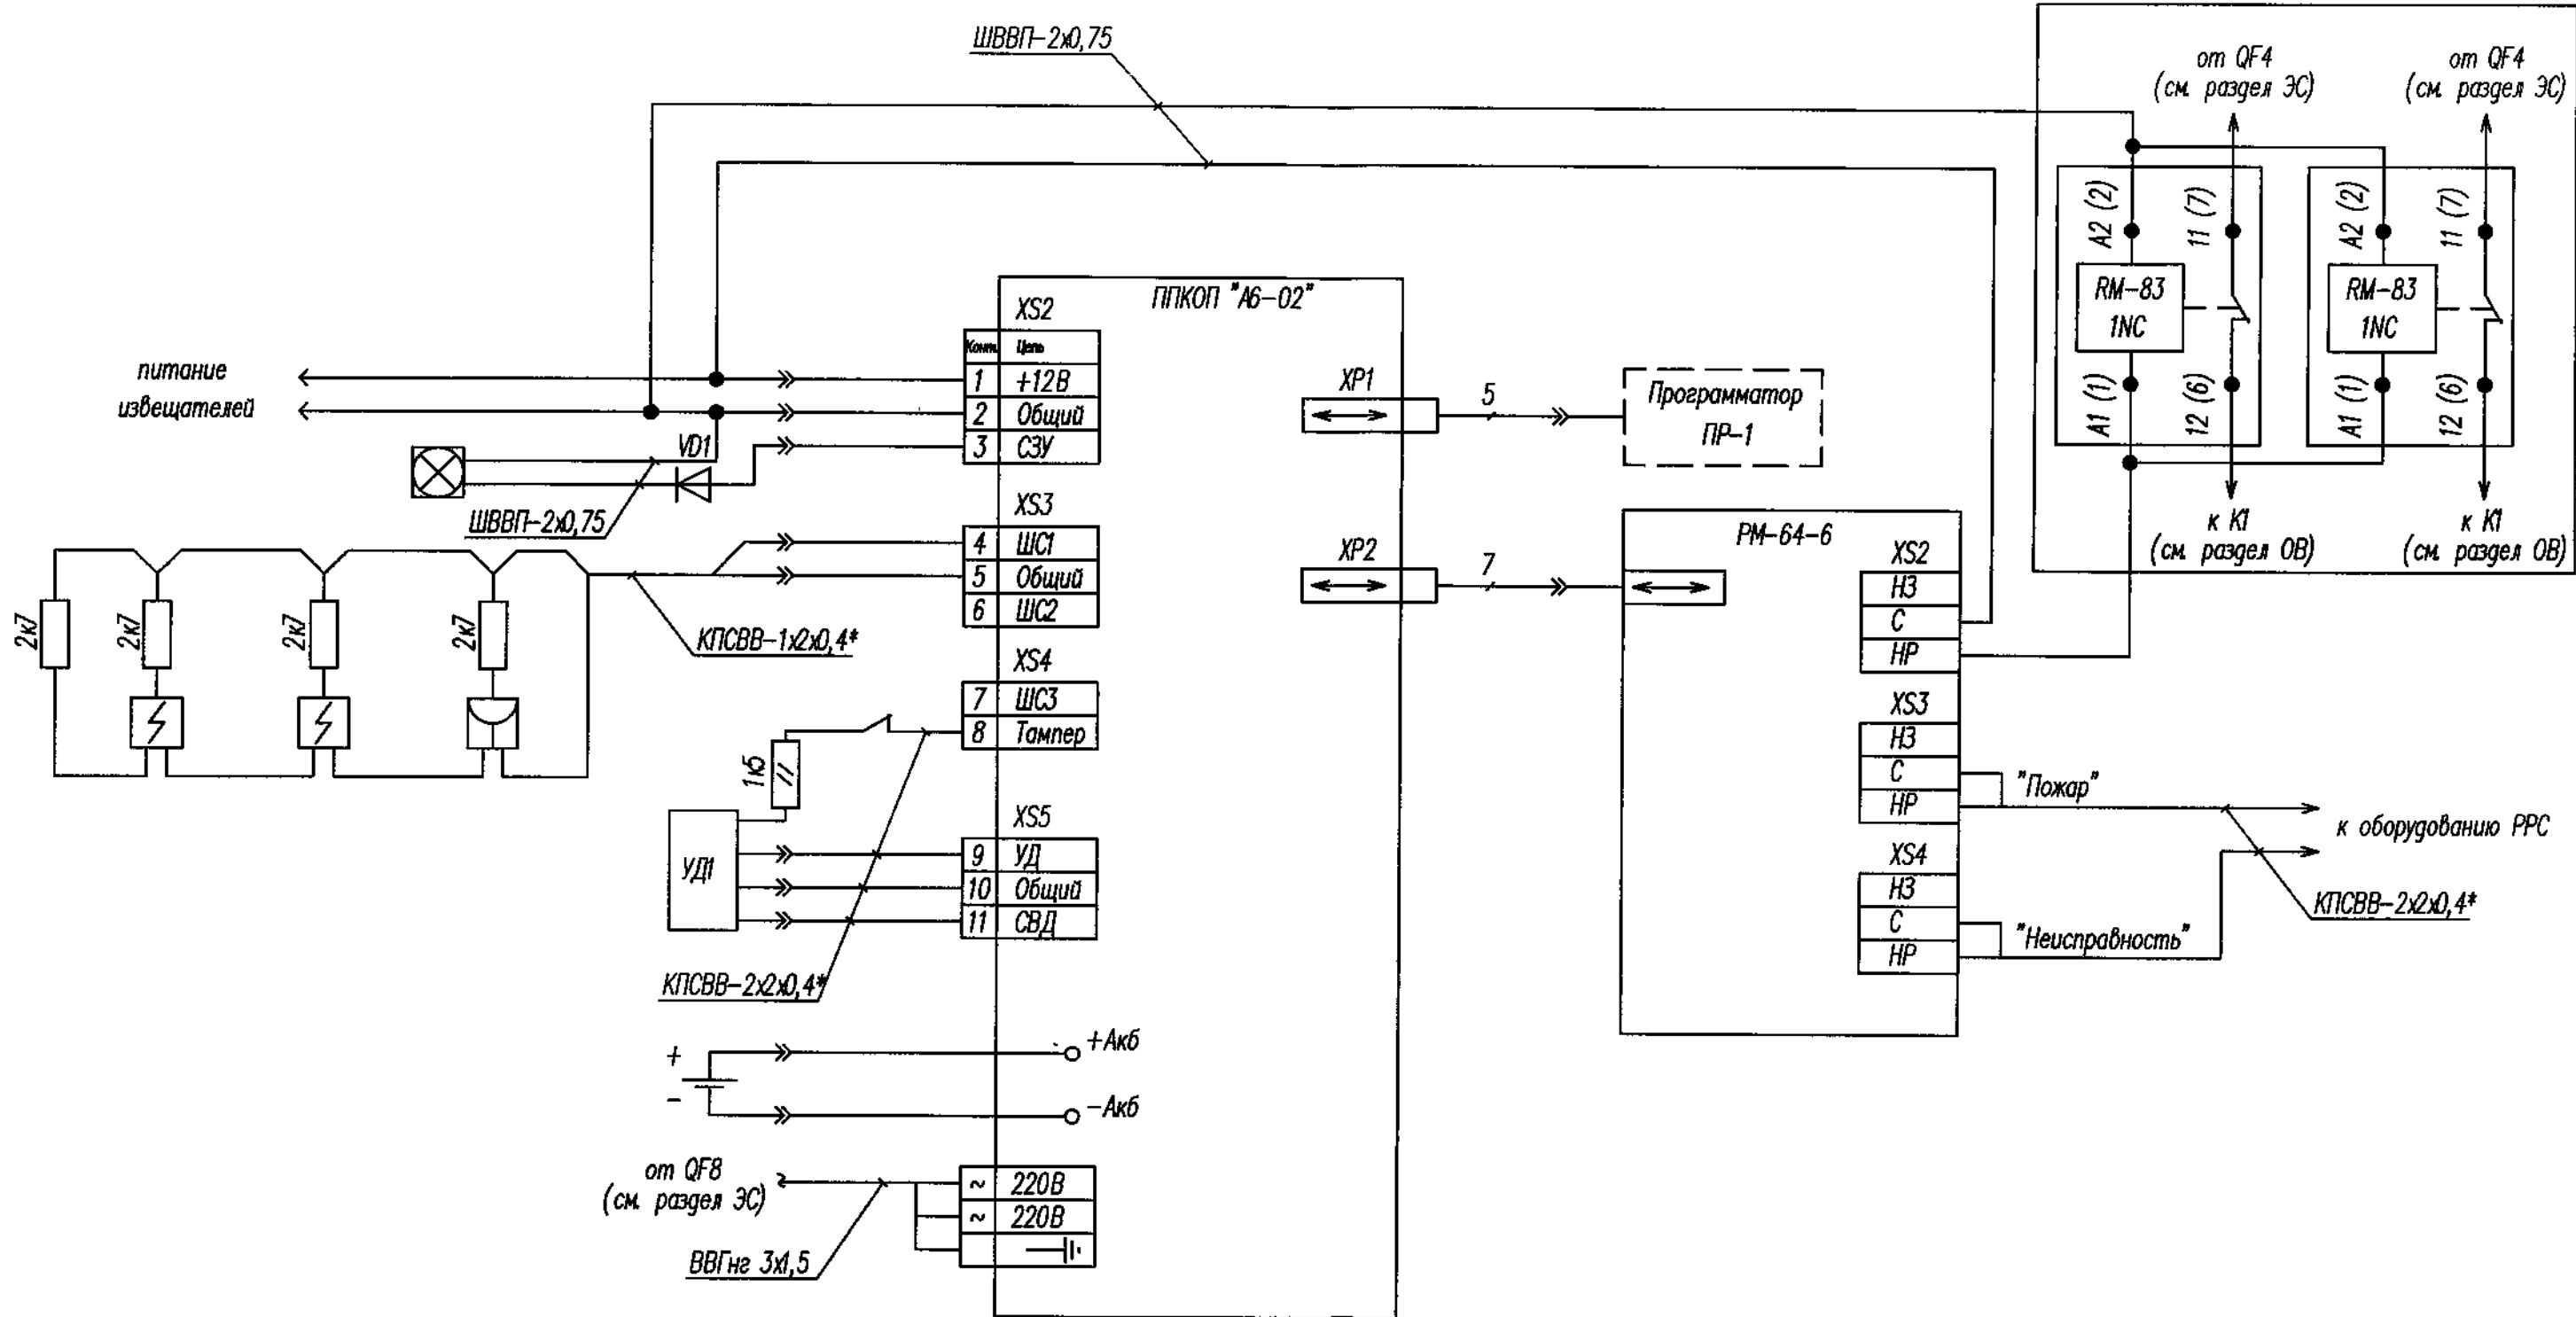 ШВВП-2х0,75
от QF4
(см. раздел ЭС)
от QF4
(см. раздел ЭС)
А2 (2)
11 (7)
А2 (2)
11 (7)
RM-83
1NC
RM-83
1NC
А1 (1)
12 (6)
А1 (1)
12 (6)
к К1
(см. раздел ОВ)
к К1
(см. раздел ОВ)
ППКОП "А6-02"
XS2
Конт. Цепь
1 +12В
2 Общий
3 СЗУ
питание
извещателей
VD1
ШВВП-2х0,75
XS3
4 ШС1
5 Общий
6 ШС2
2к7
2к7
2к7
2к7
КПСВВ-1х2х0,4*
XS4
7 ШС3
8 Тампер
1к5
УД1
XS5
9 УД
10 Общий
11 СВД
КПСВВ-2х2х0,4*
+
-
+Акб
-Акб
от QF8
(см. раздел ЭС)
~ 220В
~ 220В
ВВГнг 3х1,5
ХР1
5
Программатор
ПР-1
ХР2
7
РМ-64-6
XS2
НЗ
С
НР
XS3
НЗ
С
НР
"Пожар"
к оборудованию РРС
XS4
НЗ
С
НР
"Неисправность"
КПСВВ-2х2х0,4*